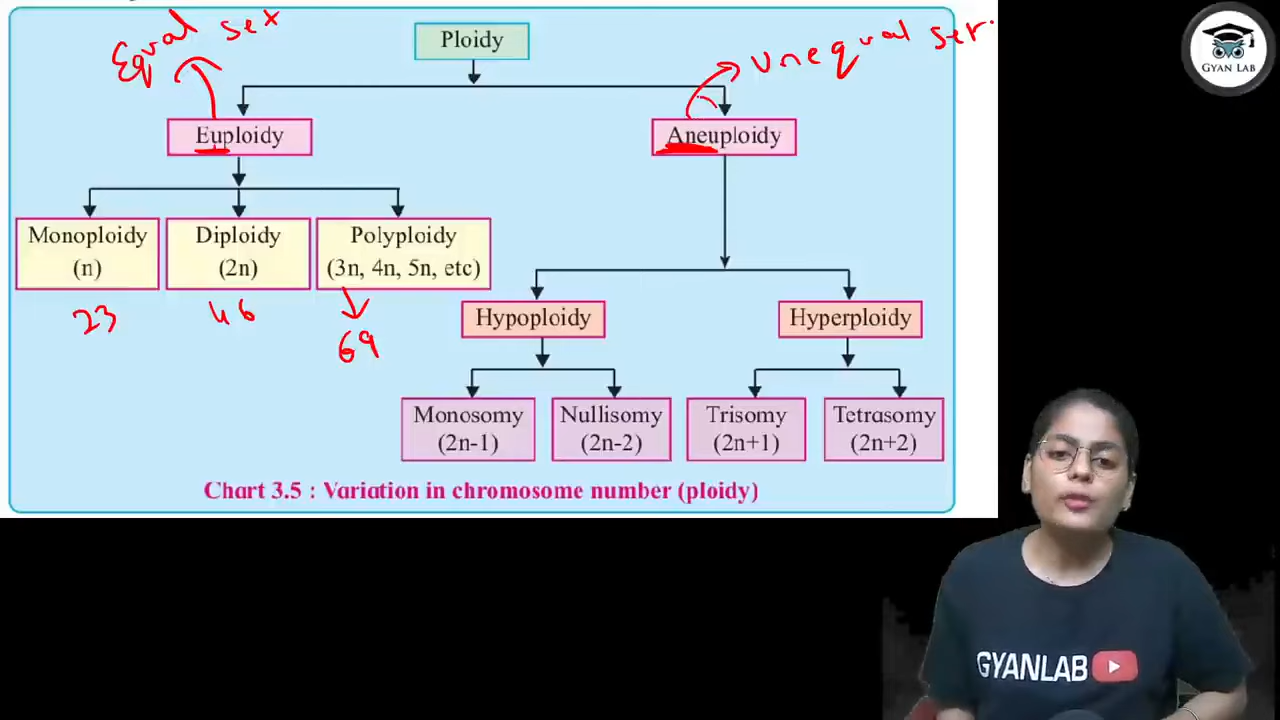 Equal set
Unequal set.
Ploidy
GYAN LAB
Euploidy
Aneuploidy
Monoploidy
(n)
Diploidy
(2n)
Polyploidy
(3n, 4n, 5n, etc)
23
46
69
Hypoploidy
Hyperploidy
Monosomy
(2n-1)
Nullisomy
(2n-2)
Trisomy
(2n+1)
Tetrasomy
(2n+2)
Chart 3.5 : Variation in chromosome number (ploidy)
GYANLAB